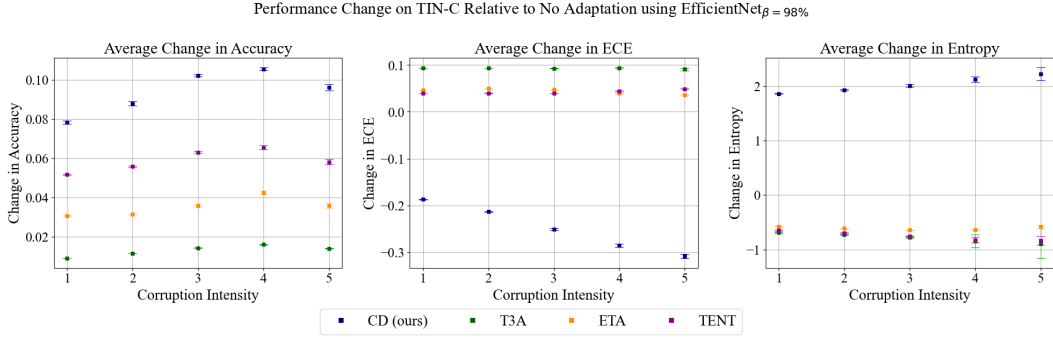 Performance Change on TIN-C Relative to No Adaptation using EfficientNetβ = 98%
Average Change in Accuracy
Change in Accuracy
0.10
0.08
0.06
0.04
0.02
1 2 3 4 5
Corruption Intensity
Average Change in ECE
Change in ECE
0.1
0.0
−0.1
−0.2
−0.3
1 2 3 4 5
Corruption Intensity
Average Change in Entropy
Change in Entropy
2
1
0
−1
1 2 3 4 5
Corruption Intensity
CD (ours) T3A ETA TENT